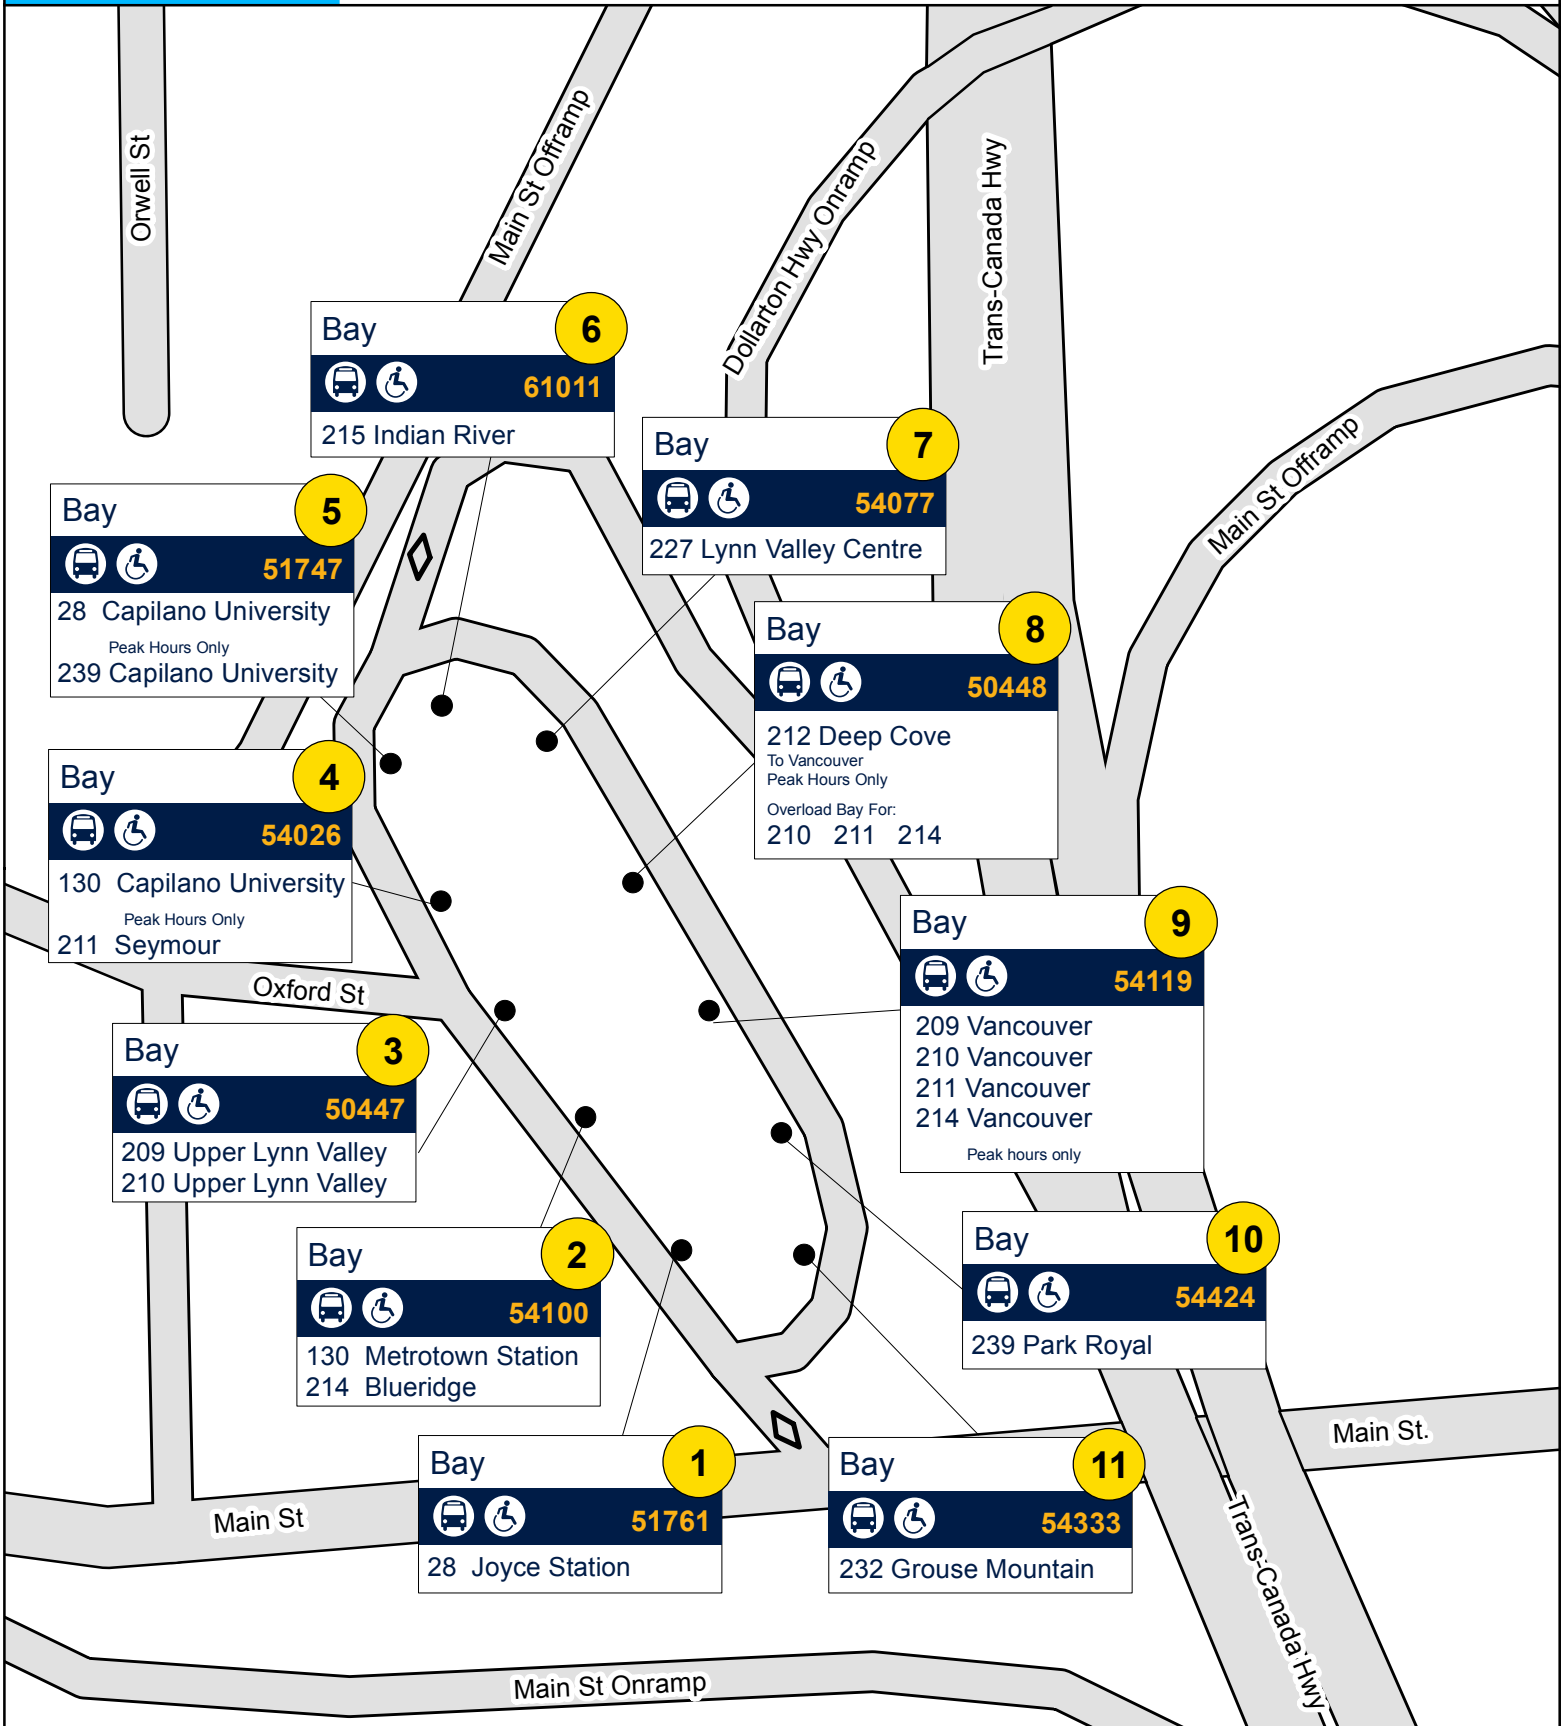 Orwell St
Main St Offramp
Dollarton Hwy Onramp
Trans-Canada Hwy
Main St Offramp
Bay
6
61011
215 Indian River
Bay
7
54077
227 Lynn Valley Centre
Bay
5
51747
28 Capilano University
Peak Hours Only
239 Capilano University
Bay
8
50448
212 Deep Cove
To Vancouver
Peak Hours Only
Overload Bay For:
210 211 214
Bay
4
54026
130 Capilano University
Peak Hours Only
211 Seymour
Bay
9
54119
209 Vancouver
210 Vancouver
211 Vancouver
214 Vancouver
Peak hours only
Oxford St
Bay
3
50447
209 Upper Lynn Valley
210 Upper Lynn Valley
Bay
2
54100
130 Metrotown Station
214 Blueridge
Bay
10
54424
239 Park Royal
Main St.
Bay
1
51761
28 Joyce Station
Bay
11
54333
232 Grouse Mountain
Main St
Trans-Canada Hwy
Main St Onramp